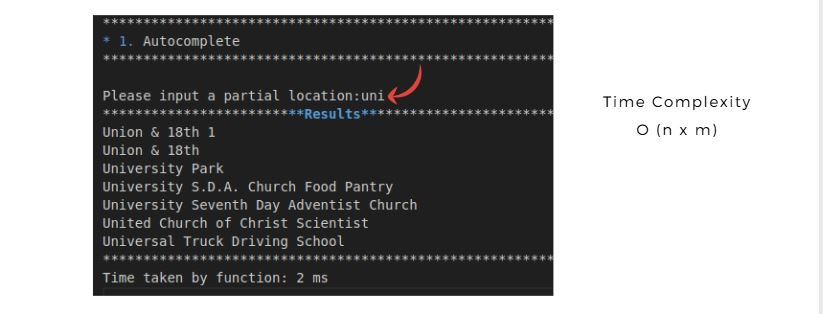 *********************************************************
* 1. Autocomplete
*********************************************************
Please input a partial location:uni
************************Results************************
Union & 18th 1
Union & 18th
University Park
University S.D.A. Church Food Pantry
University Seventh Day Adventist Church
United Church of Christ Scientist
Universal Truck Driving School
*********************************************************
Time taken by function: 2 ms
Time Complexity
O (n x m)